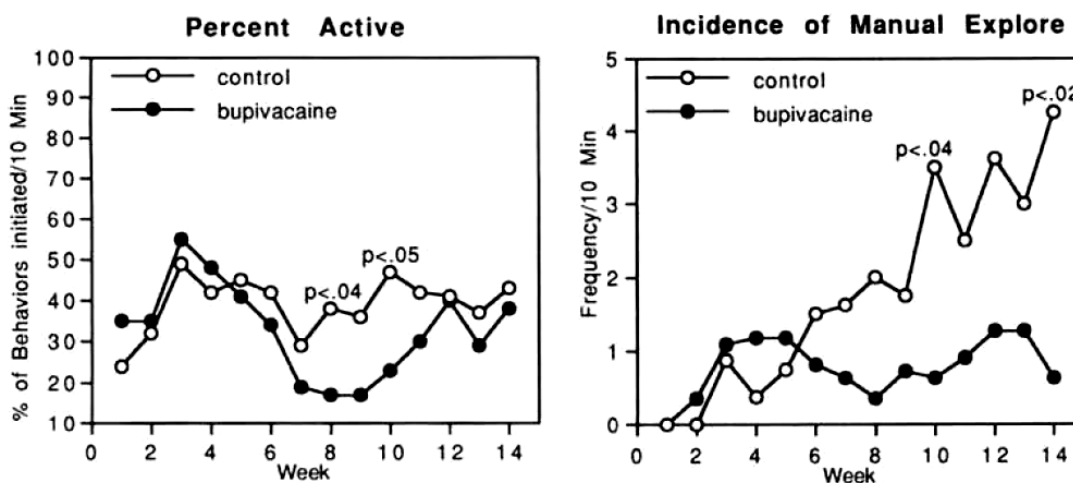 Percent Active
% of Behaviors initiated/10 Min
100
90
80
70
60
50
40
30
20
10
control
bupivacaine
p<.04
p<.05
0 2 4 6 8 10 12 14
Week
Incidence of Manual Explore
Frequency/10 Min
5
4
3
2
1
0
control
bupivacaine
p<.04
p<.02
0 2 4 6 8 10 12 14
Week